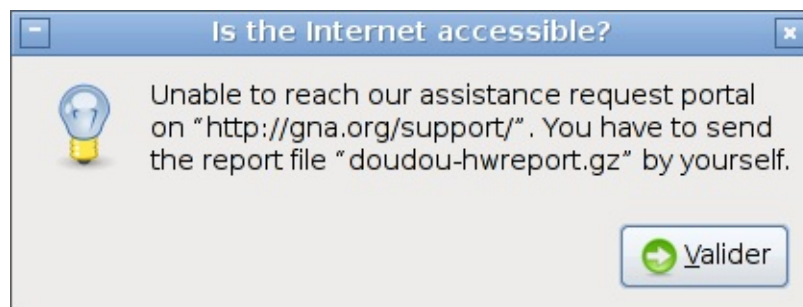 Is the Internet accessible?
Unable to reach our assistance request portal
on “http://gna.org/support/”. You have to send
the report file “doudou-hwreport.gz” by yourself.
Valider